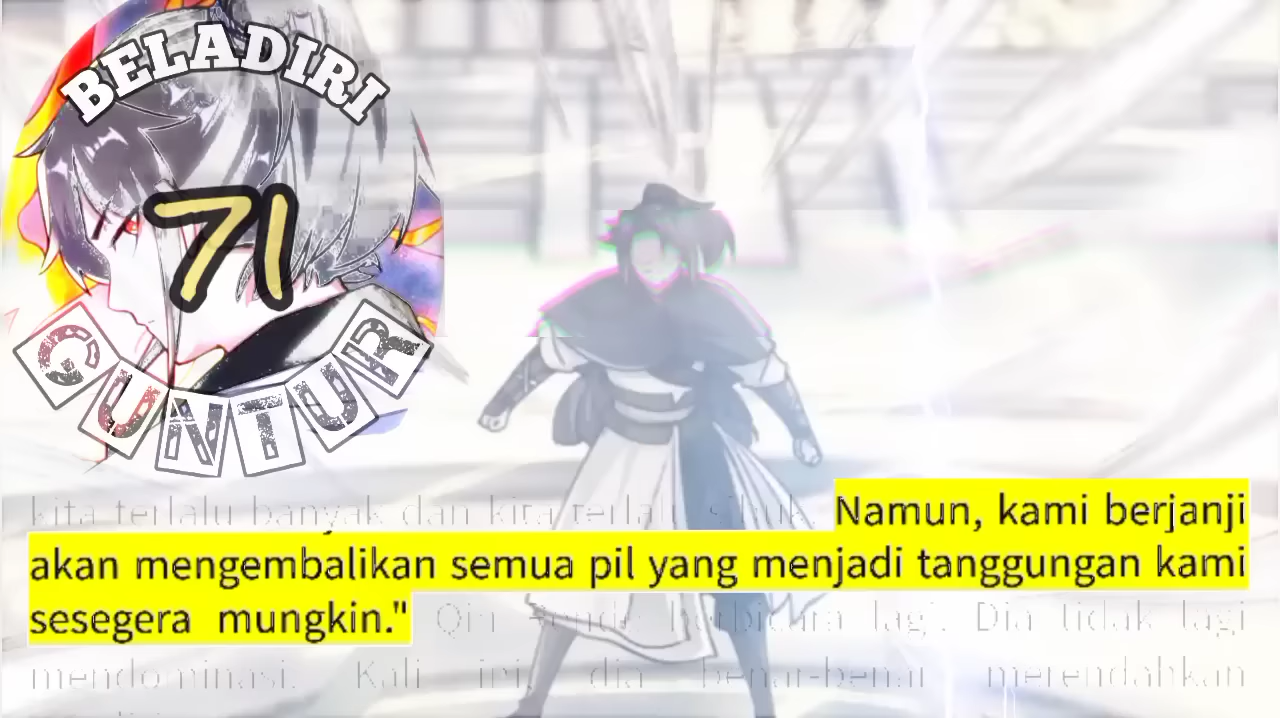 BELADIRI
71
GUNTUR
kita terlalu banyak dan kita terlalu sibuk. Namun, kami berjanji
akan mengembalikan semua pil yang menjadi tanggungan kami
sesegera mungkin." Qin berbicara lagi. Dia tidak lagi
mendominasi. Kali ini, dia benar-benar merendahkan